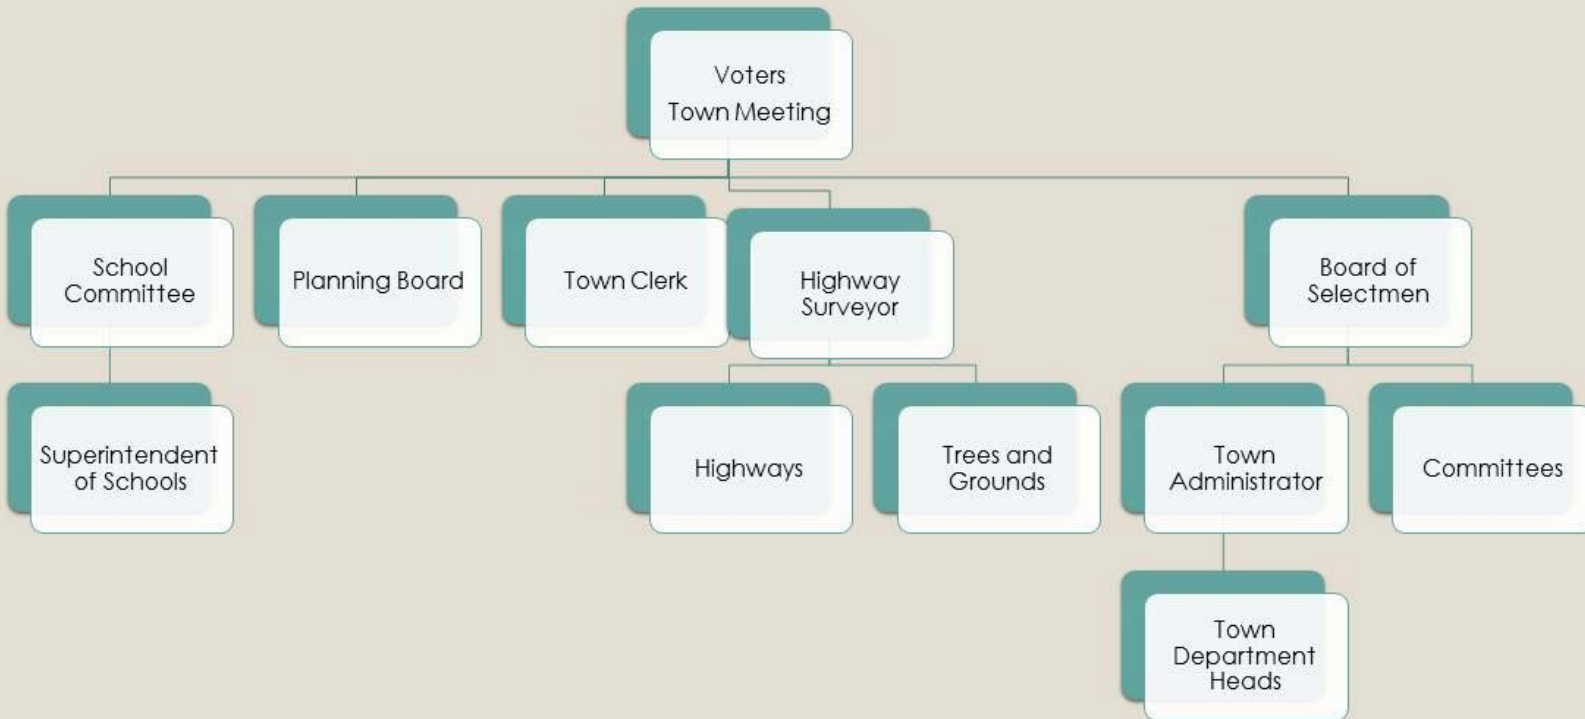 Voters
Town Meeting
School
Committee
Planning Board
Town Clerk
Highway
Surveyor
Board of
Selectmen
Superintendent
of Schools
Highways
Trees and
Grounds
Town
Administrator
Committees
Town
Department
Heads